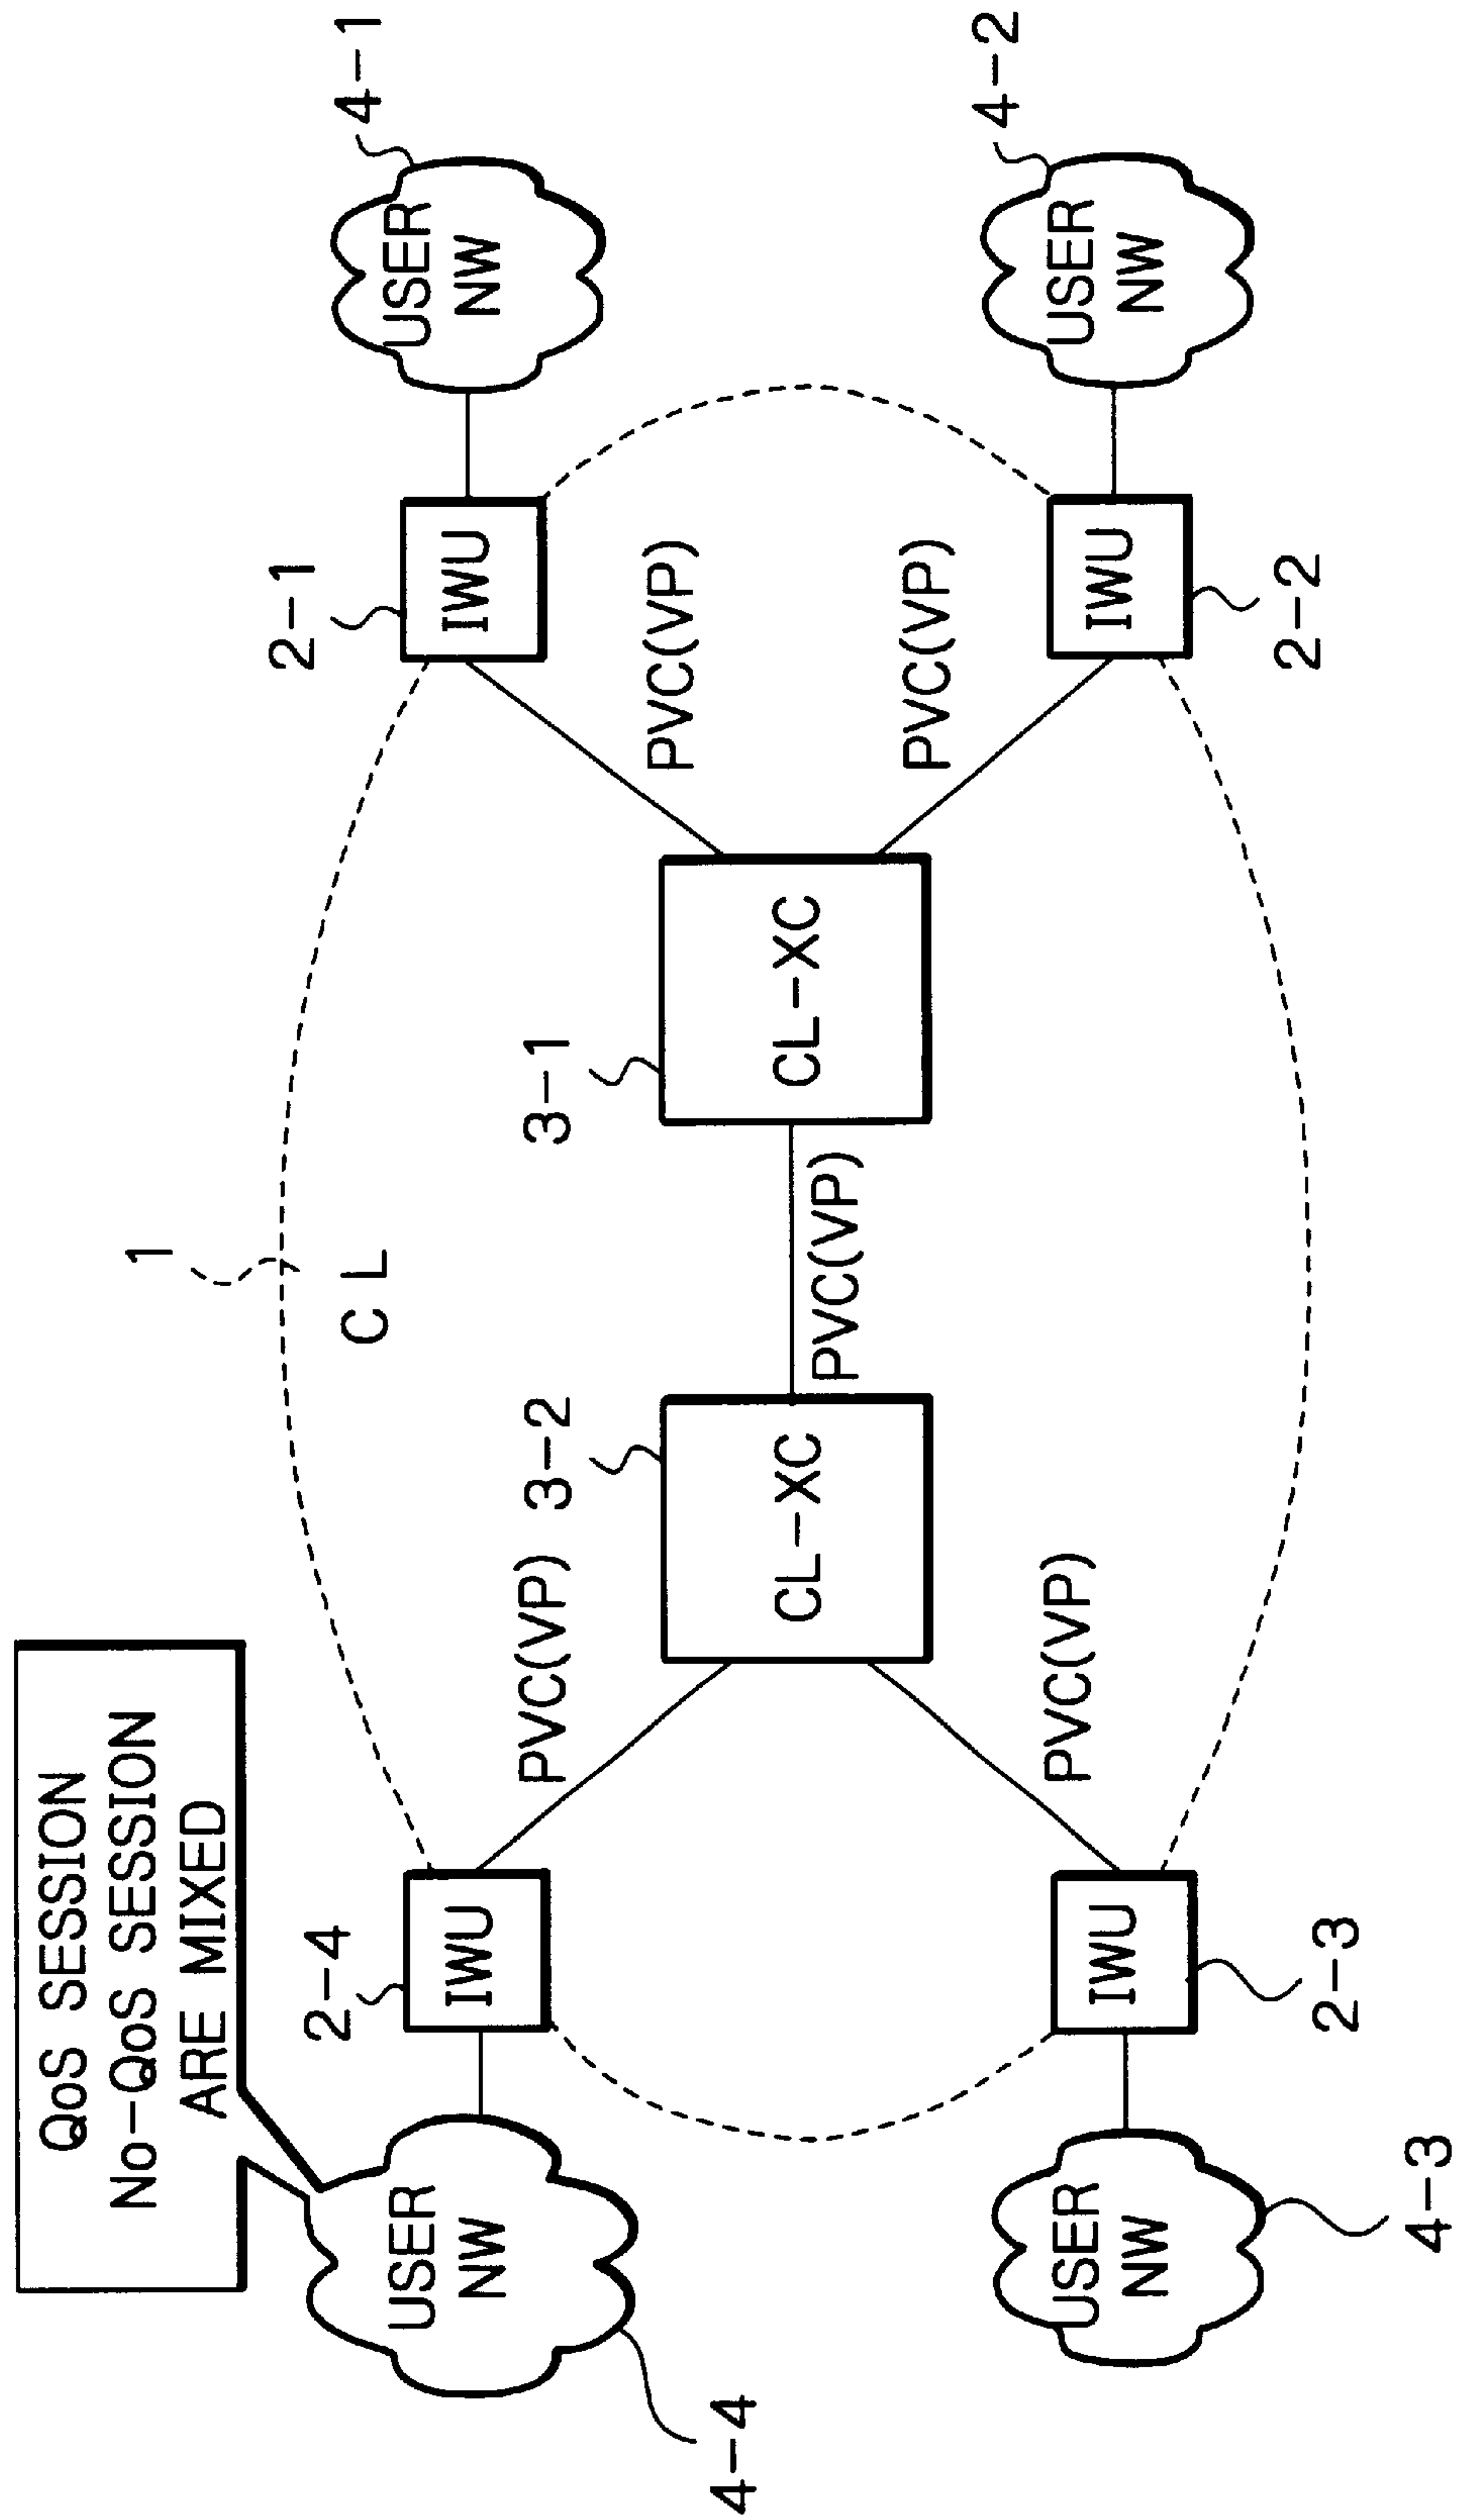 QoS SESSION
No-QoS SESSION
ARE MIXED
1
CL
4-4
USER
NW
2-4
IWU
PVC(VP)
3-2
CL-XC
PVC(VP)
3-1
CL-XC
PVC(VP)
2-1
IWU
USER
NW
4-1
4-3
USER
NW
2-3
IWU
PVC(VP)
PVC(VP)
2-2
IWU
USER
NW
4-2